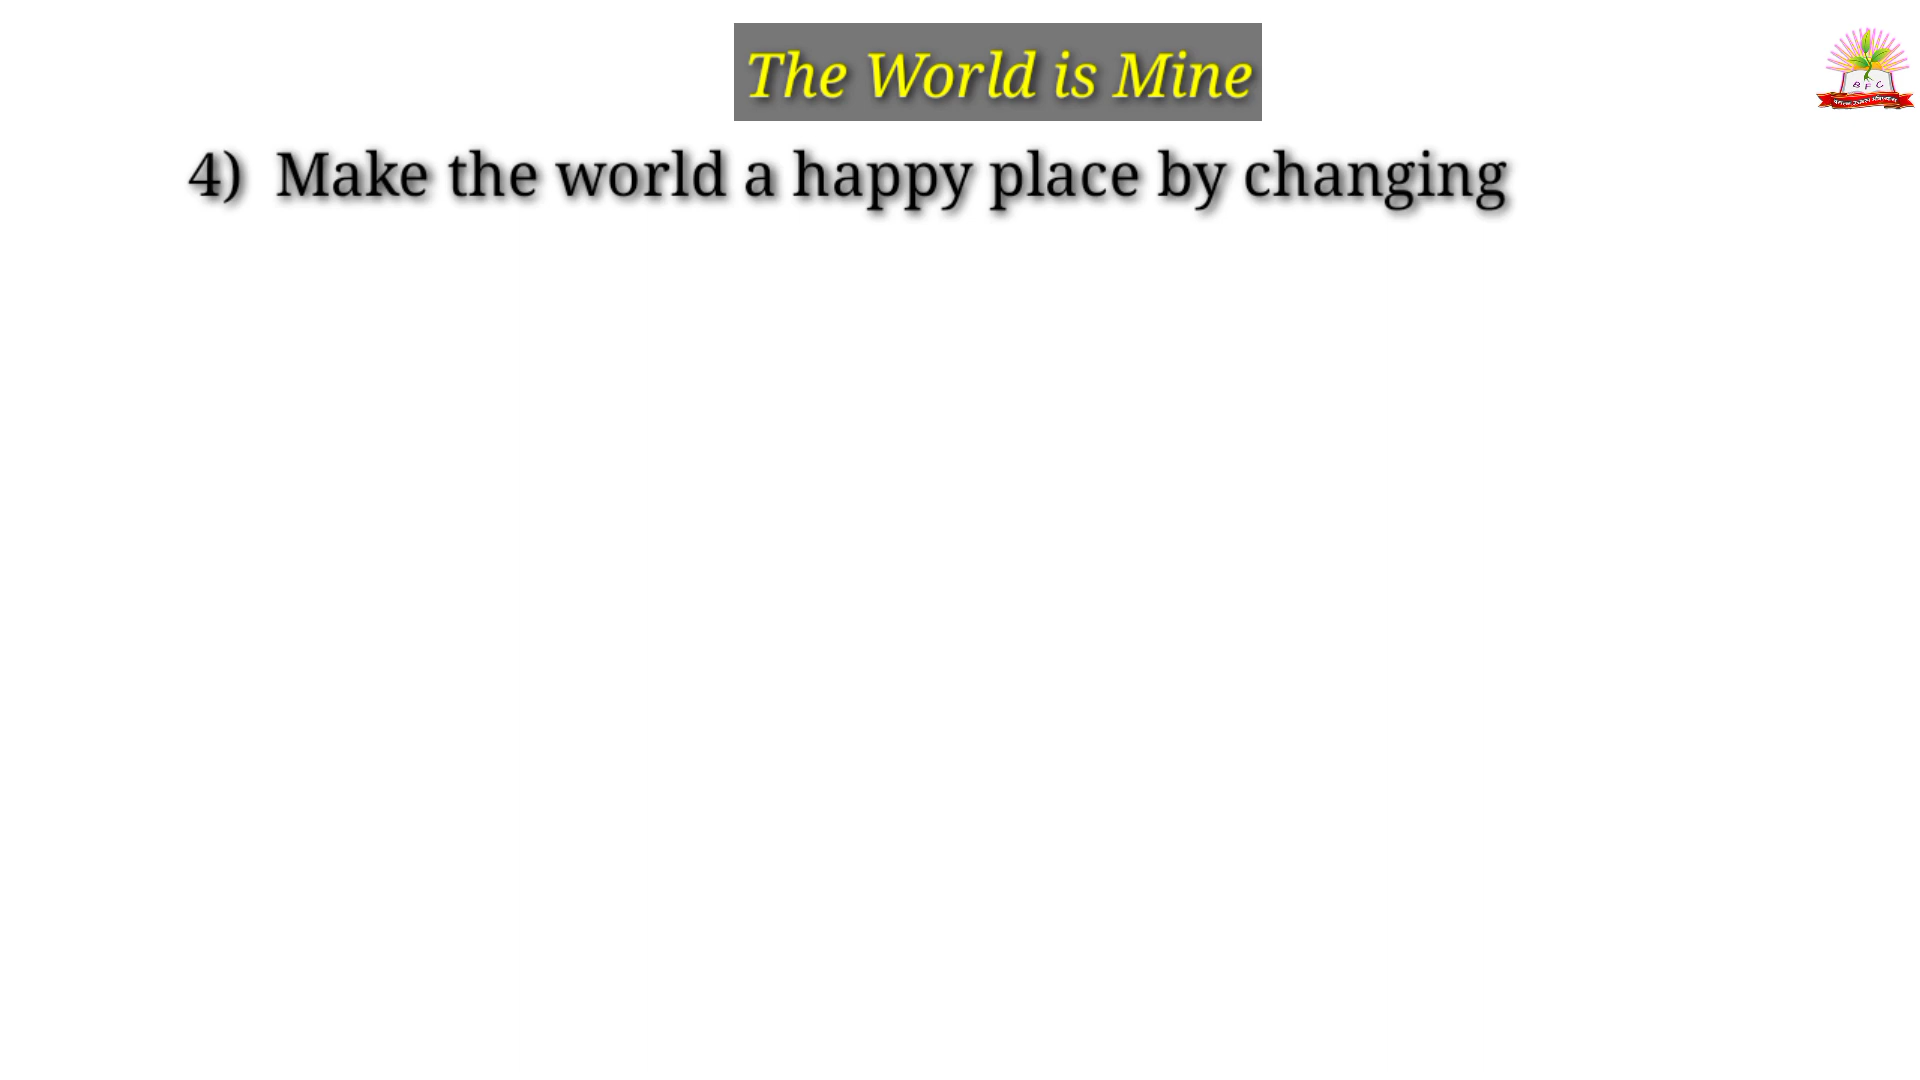 The World is Mine
B F C
4) Make the world a happy place by changing